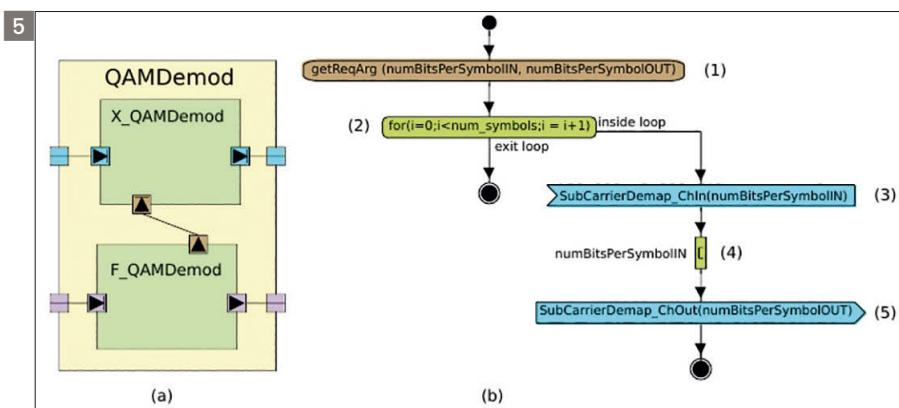 5
QAMDemod
X_QAMDemod
F_QAMDemod
(a)
getReqArg (numBitsPerSymbolIN, numBitsPerSymbolOUT)
(1)
(2)
for(i=0;i<num_symbols;i = i+1)
inside loop
exit loop
SubCarrierDemap_ChIn(numBitsPerSymbolIN)
(3)
numBitsPerSymbolIN
(4)
SubCarrierDemap_ChOut(numBitsPerSymbolOUT)
(5)
(b)